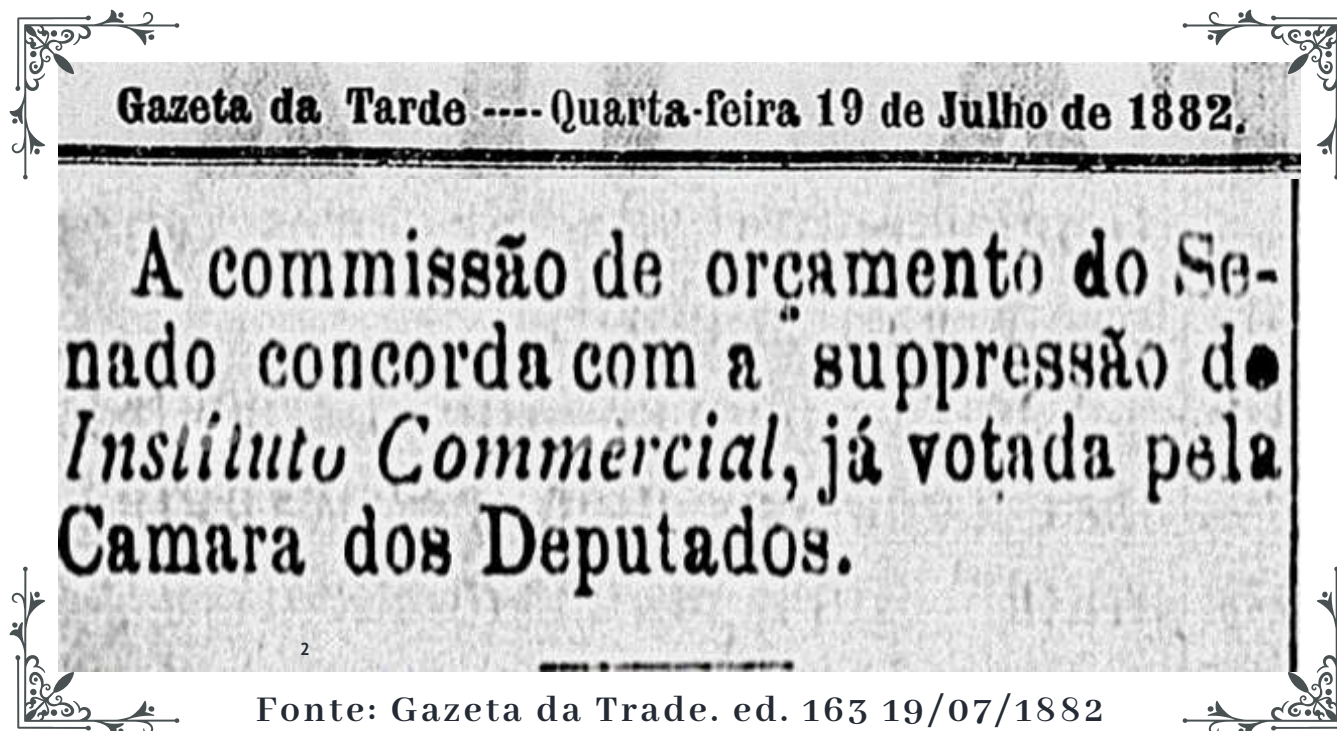 Gazeta da Tarde ---- Quarta-feira 19 de Julho de 1882.
A commissão de orçamento do Se-
nado concorda com a suppressão do
Instituto Commercial, já votada pela
Camara dos Deputados.
2
Fonte: Gazeta da Trade. ed. 163 19/07/1882